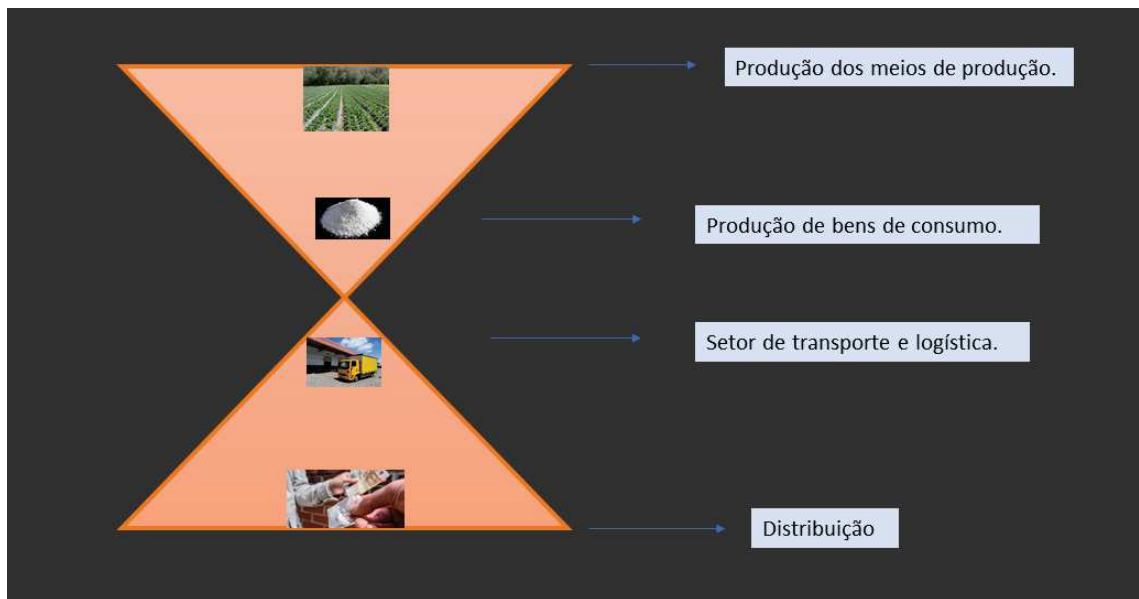 Produção dos meios de produção.
Produção de bens de consumo.
Setor de transporte e logística.
Distribuição